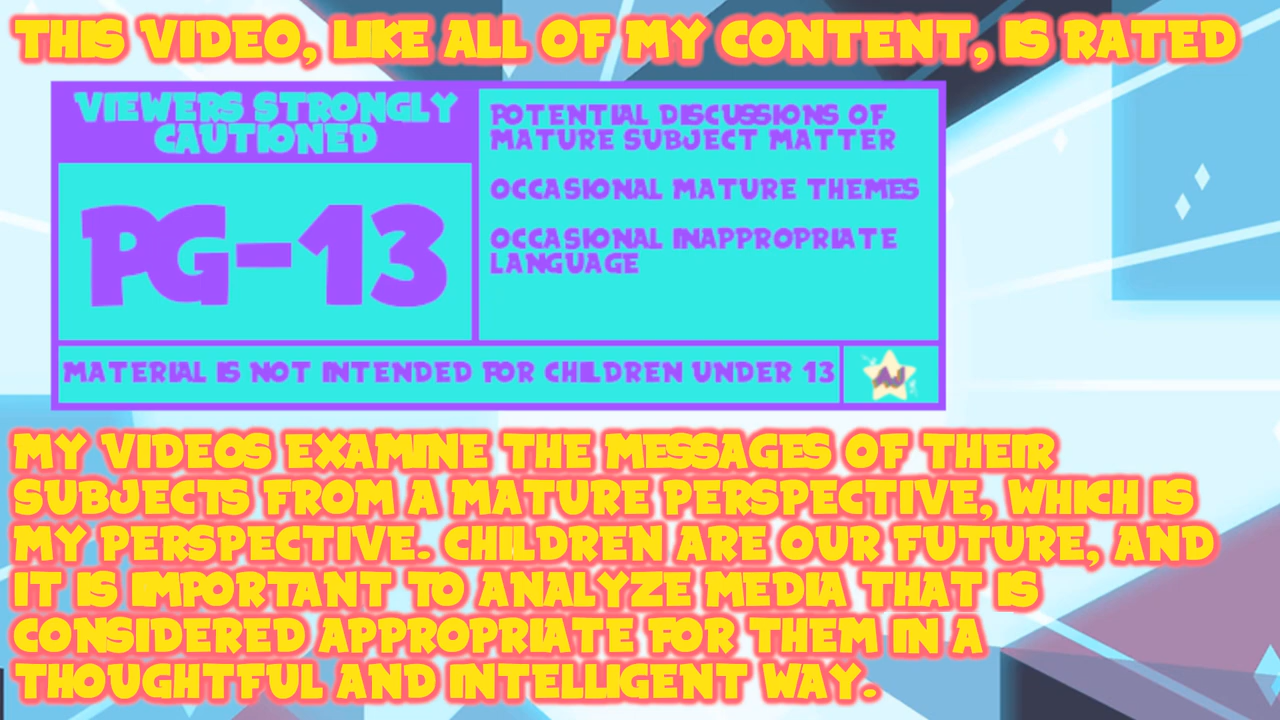 THIS VIDEO, LIKE ALL OF MY CONTENT, IS RATED
VIEWERS STRONGLY
CAUTIONED
PG-13
POTENTIAL DISCUSSIONS OF
MATURE SUBJECT MATTER
OCCASIONAL MATURE THEMES
OCCASIONAL INAPPROPRIATE
LANGUAGE
MATERIAL IS NOT INTENDED FOR CHILDREN UNDER 13
AJ
MY VIDEOS EXAMINE THE MESSAGES OF THEIR
SUBJECTS FROM A MATURE PERSPECTIVE, WHICH IS
MY PERSPECTIVE. CHILDREN ARE OUR FUTURE, AND
IT IS IMPORTANT TO ANALYZE MEDIA THAT IS
CONSIDERED APPROPRIATE FOR THEM IN A
THOUGHTFUL AND INTELLIGENT WAY.